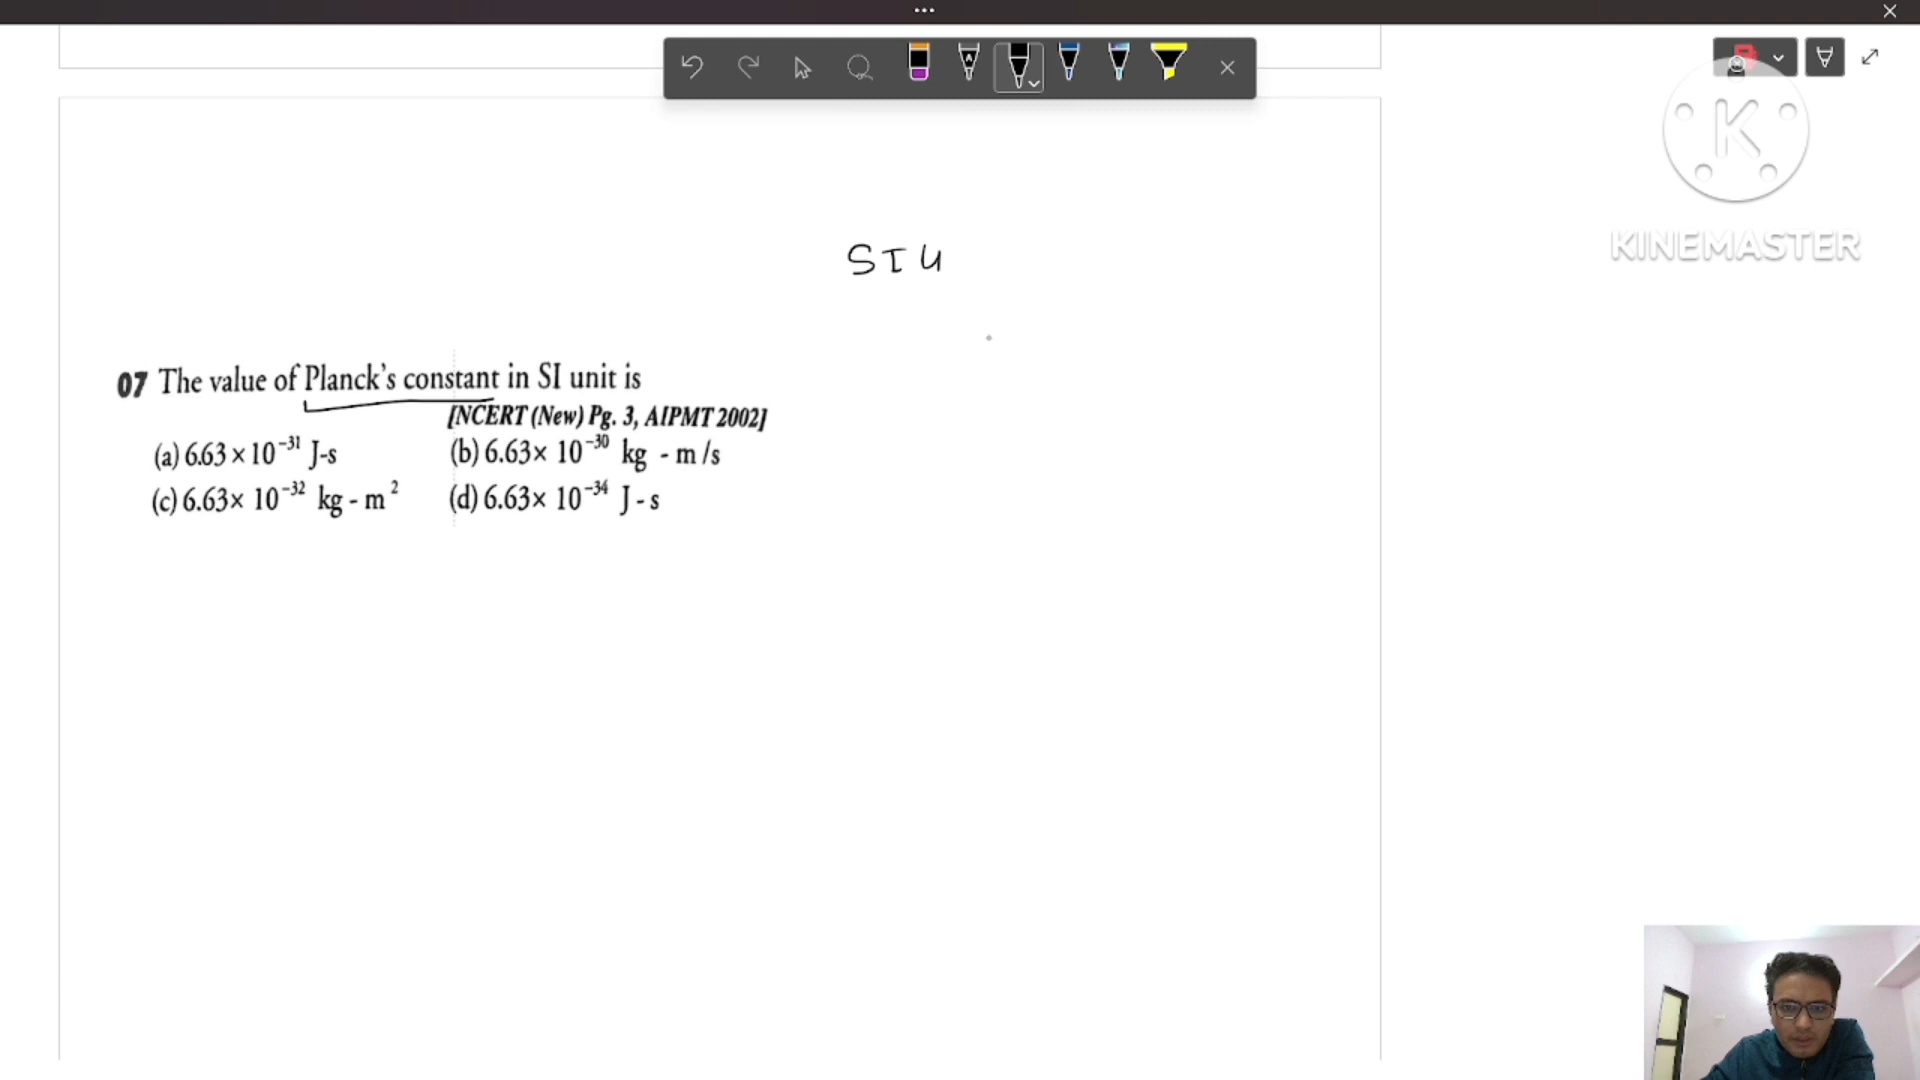 KINEMASTER
SI U
07 The value of Planck's constant in SI unit is
[NCERT (New) Pg. 3, AIPMT 2002]
(a) 6.63 × 10⁻³¹ J-s (b) 6.63× 10⁻³⁰ kg - m /s
(c) 6.63× 10⁻³² kg - m² (d) 6.63× 10⁻³⁴ J - s